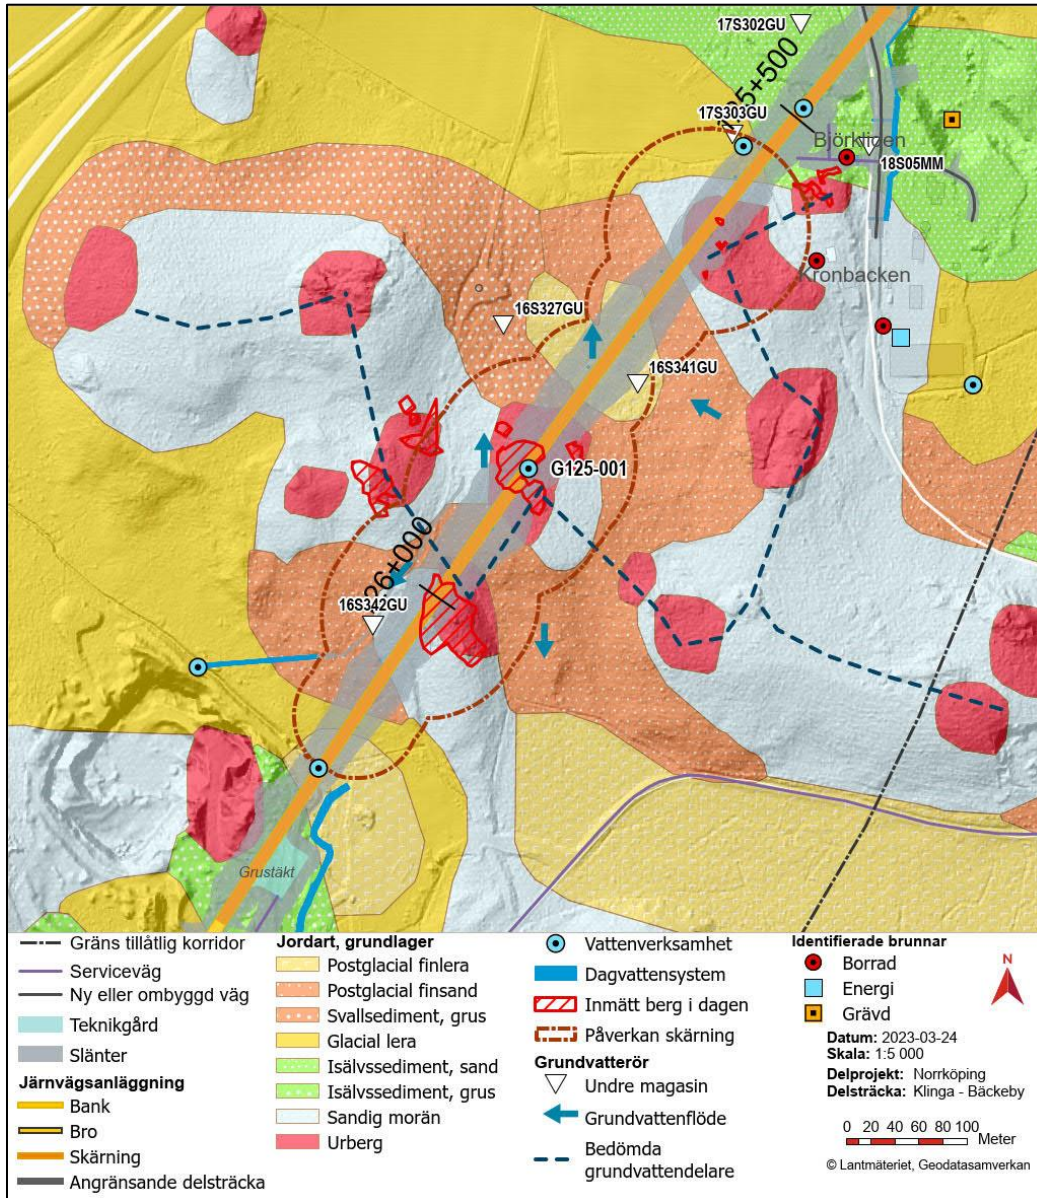 17S302GU
125+500
17S303GU
Björkliden
18S05MM
Kronbacken
16S327GU
16S341GU
G125-001
126+000
16S342GU
Grustäkt
Gräns tillåtlig korridor
Serviceväg
Ny eller ombyggd väg
Teknikgård
Slänter
Järnvägsanläggning
Bank
Bro
Skärning
Angränsande delsträcka
Jordart, grundlager
Postglacial finlera
Postglacial finsand
Svallsediment, grus
Glacial lera
Isälvssediment, sand
Isälvssediment, grus
Sandig morän
Urberg
Vattenverksamhet
Dagvattensystem
Inmätt berg i dagen
Påverkan skärning
Grundvatterör
Undre magasin
Grundvattenflöde
Bedömda
grundvattendelare
Identifierade brunnar
Borrad
Energi
Grävd
N
Datum: 2023-03-24
Skala: 1:5 000
Delprojekt: Norrköping
Delsträcka: Klinga - Bäckeby
0 20 40 60 80 100
Meter
© Lantmäteriet, Geodatasamverkan